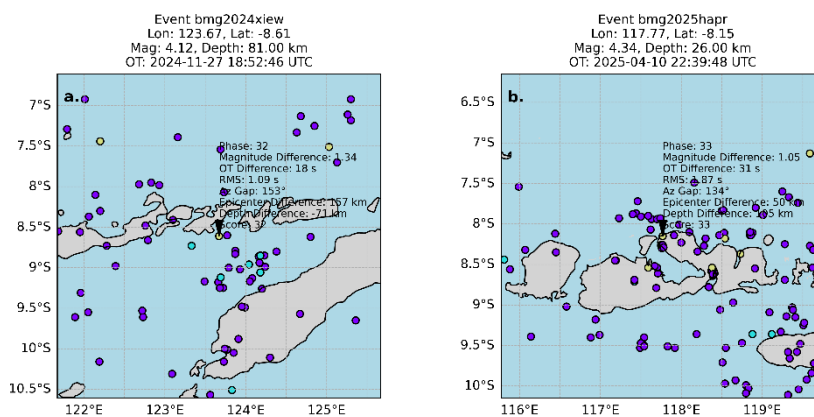 Event bmg2024xiew
Lon: 123.67, Lat: -8.61
Mag: 4.12, Depth: 81.00 km
OT: 2024-11-27 18:52:46 UTC
a.
Phase: 32
Magnitude Difference: 1.34
OT Difference: 18 s
RMS: 1.09 s
Az Gap: 153°
Epicenter Difference: 157 km
Depth Difference: -71 km
Score: 32
7°S
7.5°S
8°S
8.5°S
9°S
9.5°S
10°S
10.5°S
122°E
123°E
124°E
125°E
Event bmg2025hapr
Lon: 117.77, Lat: -8.15
Mag: 4.34, Depth: 26.00 km
OT: 2025-04-10 22:39:48 UTC
b.
Phase: 33
Magnitude Difference: 1.05
OT Difference: 31 s
RMS: 1.87 s
Az Gap: 134°
Epicenter Difference: 50 km
Depth Difference: km
Score: 33
6.5°S
7°S
7.5°S
8°S
8.5°S
9°S
9.5°S
10°S
116°E
117°E
118°E
119°E